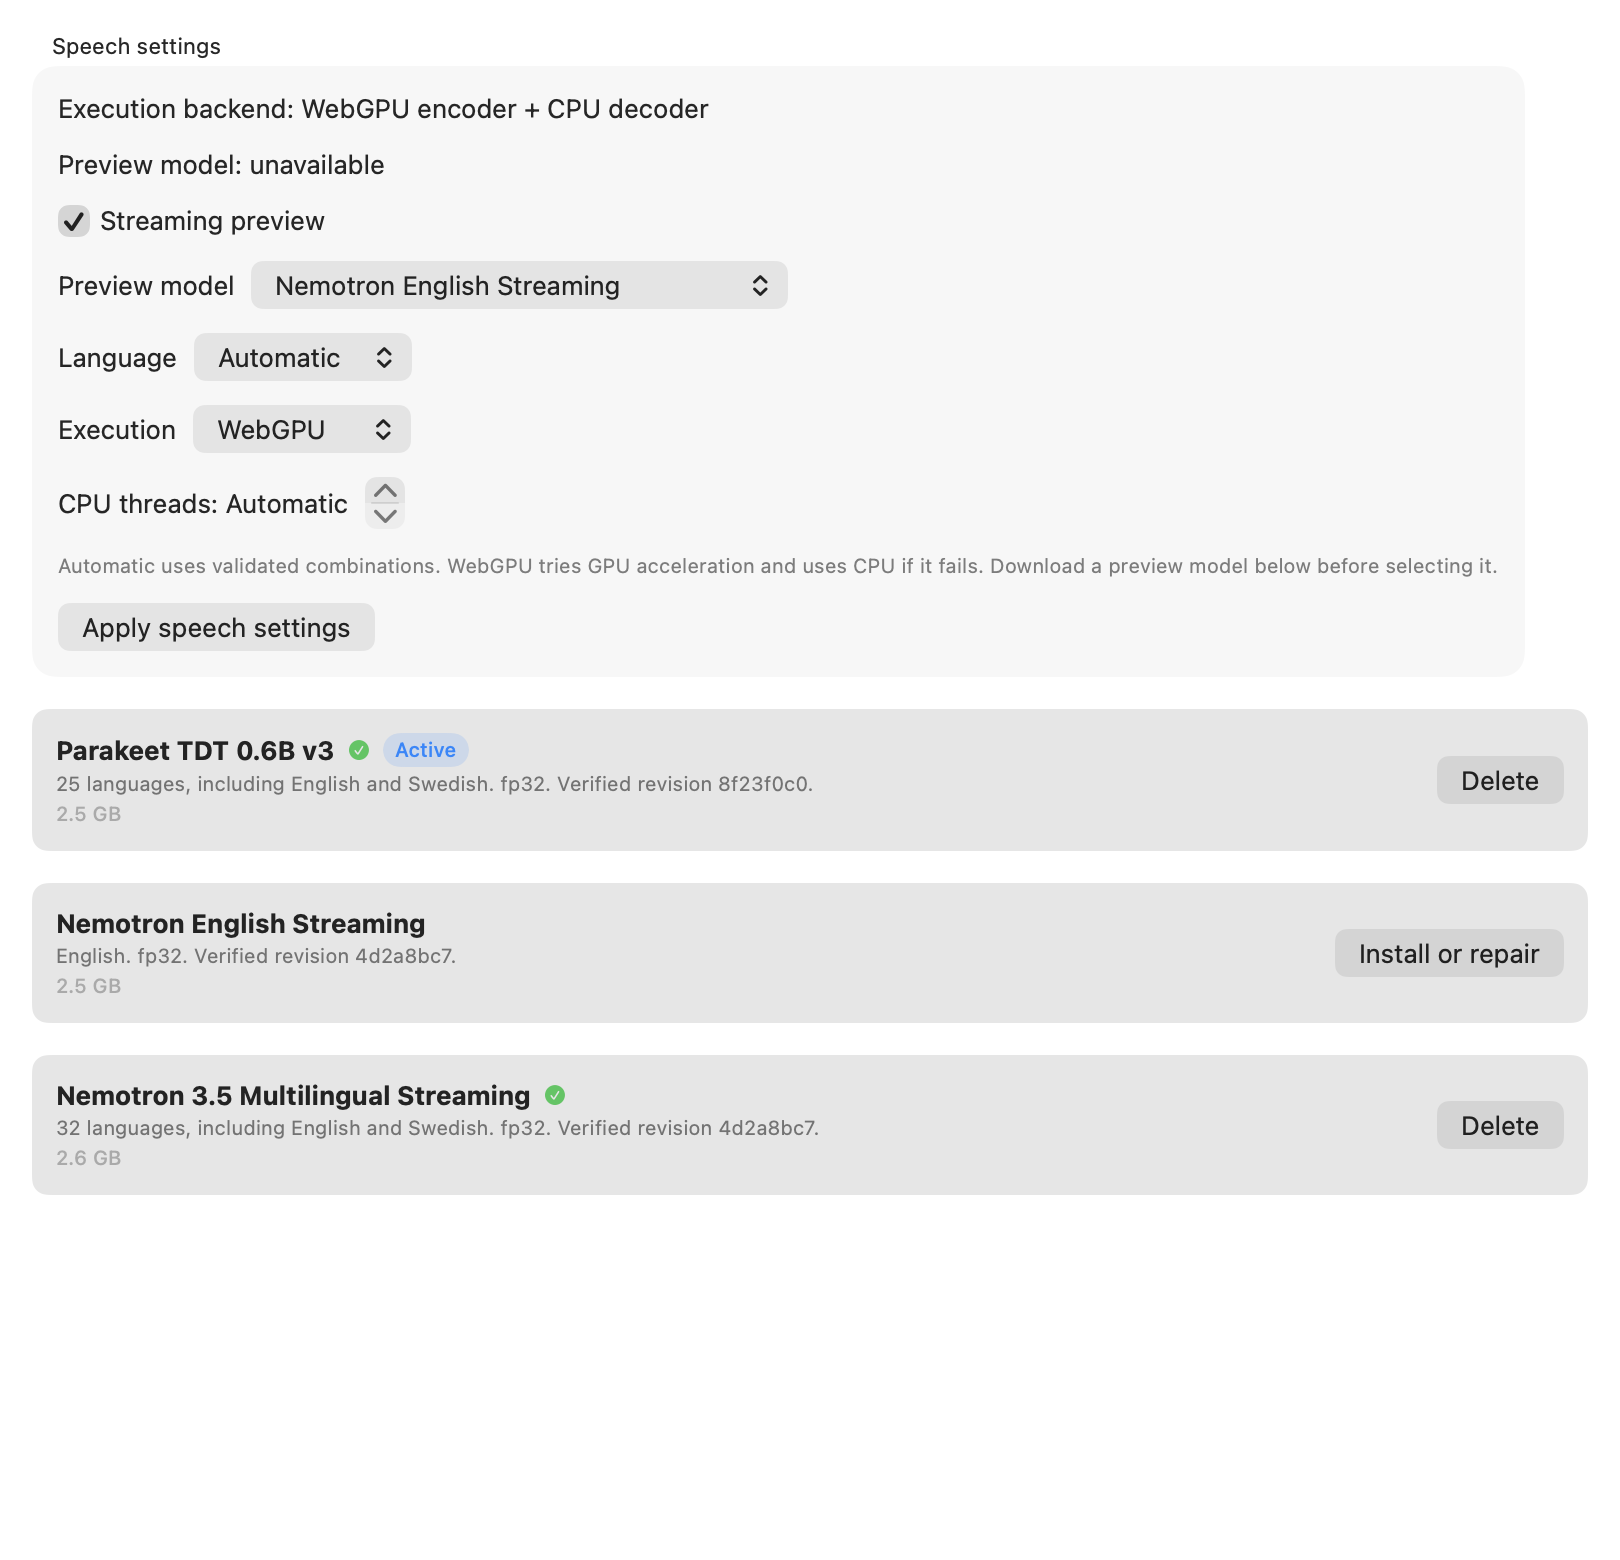 Speech settings
Execution backend: WebGPU encoder + CPU decoder
Preview model: unavailable
Streaming preview
Preview model Nemotron English Streaming
Language Automatic
Execution WebGPU
CPU threads: Automatic
Automatic uses validated combinations. WebGPU tries GPU acceleration and uses CPU if it fails. Download a preview model below before selecting it.
Apply speech settings
Parakeet TDT 0.6B v3 Active
25 languages, including English and Swedish. fp32. Verified revision 8f23f0c0.
2.5 GB
Delete
Nemotron English Streaming
English. fp32. Verified revision 4d2a8bc7.
2.5 GB
Install or repair
Nemotron 3.5 Multilingual Streaming
32 languages, including English and Swedish. fp32. Verified revision 4d2a8bc7.
2.6 GB
Delete